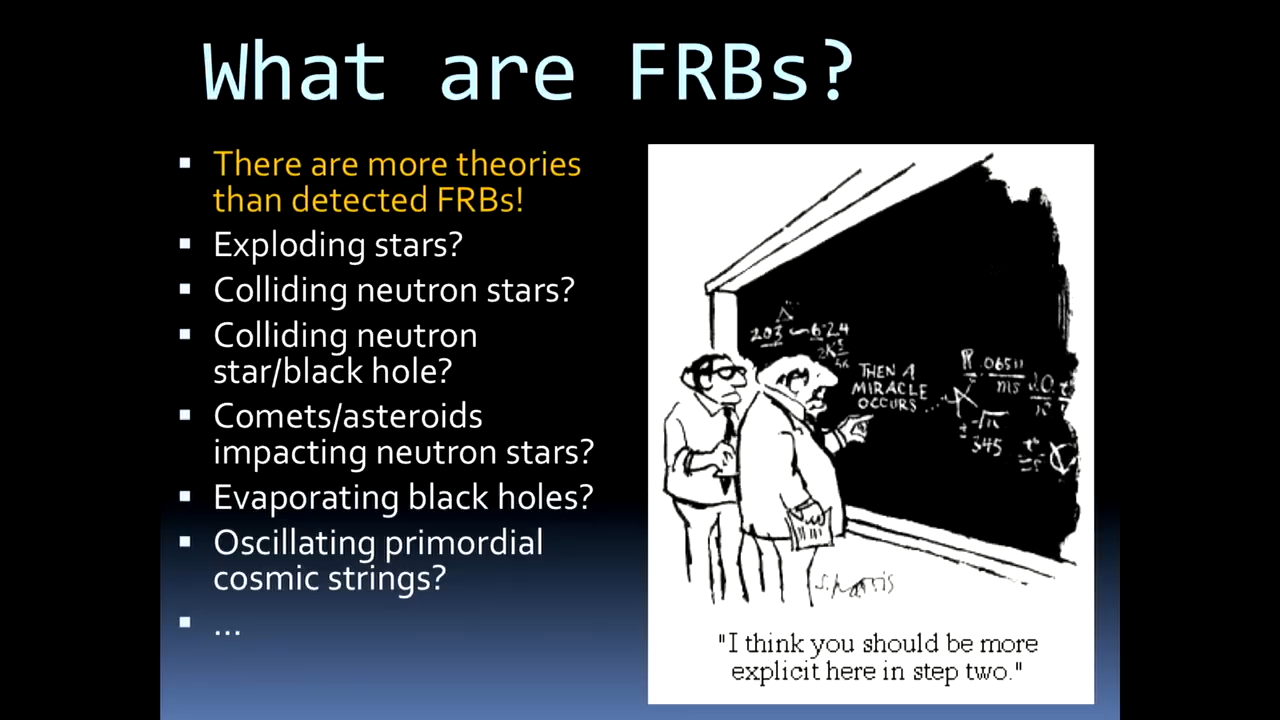 What are FRBs?
▪ There are more theories
than detected FRBs!
▪ Exploding stars?
▪ Colliding neutron stars?
▪ Colliding neutron
star/black hole?
▪ Comets/asteroids
impacting neutron stars?
▪ Evaporating black holes?
▪ Oscillating primordial
cosmic strings?
▪ ...
THEN A
MIRACLE
OCCURS...
345
S. Harris
"I think you should be more
explicit here in step two."